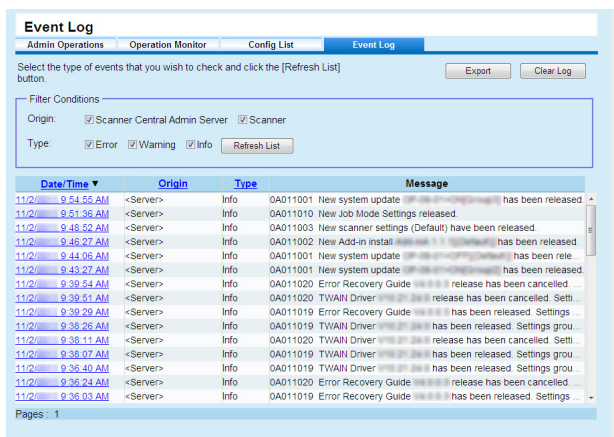 Event Log
Admin Operations Operation Monitor Config List Event Log
Select the type of events that you wish to check and click the [Refresh List]
button.
Export Clear Log
Filter Conditions
Origin: Scanner Central Admin Server Scanner
Type: Error Warning Info Refresh List
Date/Time ▼ Origin Type Message
11/2/ 9:54:55 AM <Server> Info 0A011001 New system update has been released.
11/2/ 9:51:36 AM <Server> Info 0A011010 New Job Mode Settings released.
11/2/ 9:48:52 AM <Server> Info 0A011003 New scanner settings (Default) have been released.
11/2/ 9:46:27 AM <Server> Info 0A011002 New Add-in install has been released.
11/2/ 9:44:06 AM <Server> Info 0A011001 New system update has been rele...
11/2/ 9:43:27 AM <Server> Info 0A011001 New system update has been released.
11/2/ 9:39:54 AM <Server> Info 0A011020 Error Recovery Guide release has been cancelled. ...
11/2/ 9:39:51 AM <Server> Info 0A011020 TWAIN Driver release has been cancelled. Setti...
11/2/ 9:39:29 AM <Server> Info 0A011019 Error Recovery Guide has been released. Settings ...
11/2/ 9:38:26 AM <Server> Info 0A011019 TWAIN Driver has been released. Settings grou...
11/2/ 9:38:11 AM <Server> Info 0A011020 TWAIN Driver release has been cancelled. Setti...
11/2/ 9:38:07 AM <Server> Info 0A011019 TWAIN Driver has been released. Settings grou...
11/2/ 9:36:40 AM <Server> Info 0A011019 TWAIN Driver has been released. Settings grou...
11/2/ 9:36:24 AM <Server> Info 0A011020 Error Recovery Guide release has been cancelled. ...
11/2/ 9:36:03 AM <Server> Info 0A011019 Error Recovery Guide has been released. Settings ...
Pages : 1